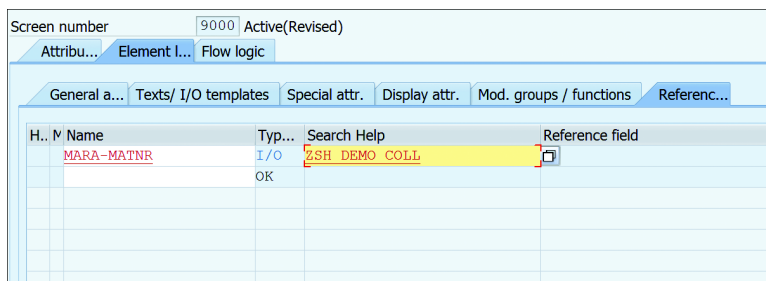 Screen number 9000 Active(Revised)
Attribu... Element l... Flow logic
General a... Texts/ I/O templates Special attr. Display attr. Mod. groups / functions Referenc...
H.. M Name Typ... Search Help Reference field
MARA-MATNR I/O ZSH_DEMO_COLL
OK